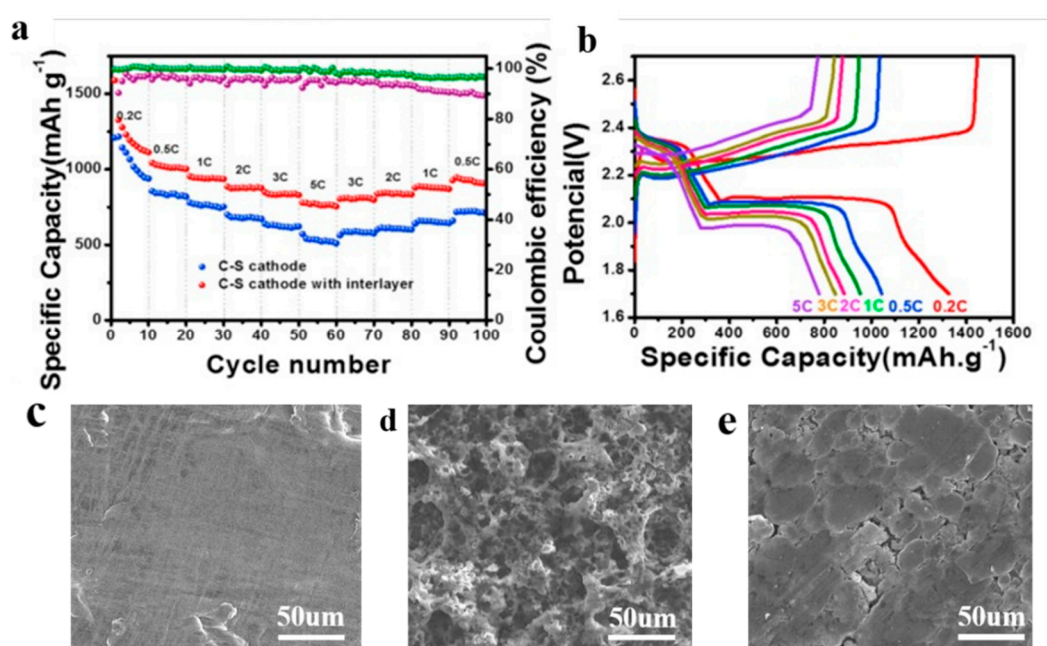 a
Specific Capacity(mAh g-1)
1500
1000
500
0
0.2C
0.5C
1C
2C
3C
5C
3C
2C
1C
0.5C
C-S cathode
C-S cathode with interlayer
0 10 20 30 40 50 60 70 80 90 100
Cycle number
100
80
60
40
20
0
Coulombic efficiency (%)
b
Potencial(V)
2.6
2.4
2.2
2.0
1.8
1.6
5C 3C 2C 1C 0.5C 0.2C
0 200 400 600 800 1000 1200 1400 1600
Specific Capacity(mAh.g-1)
c
50um
d
50um
e
50um